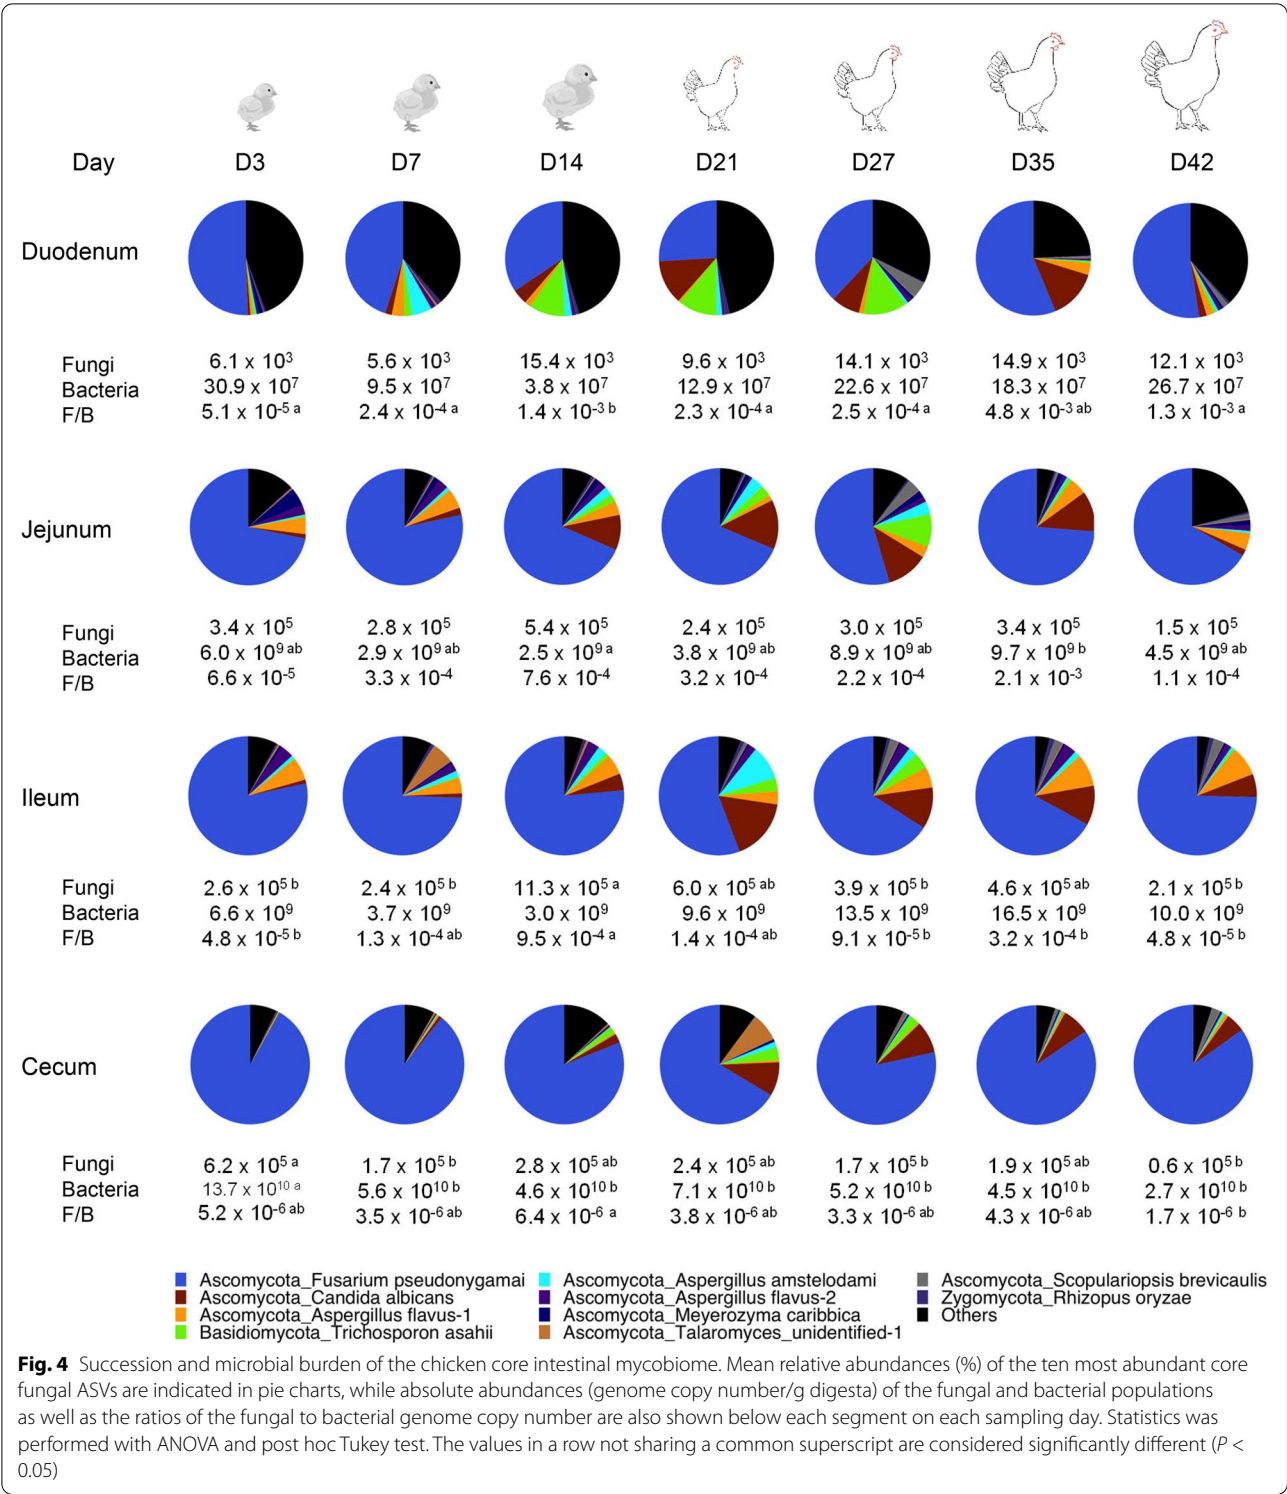 Day D3 D7 D14 D21 D27 D35 D42
Duodenum
Fungi 6.1 x 10³ 5.6 x 10³ 15.4 x 10³ 9.6 x 10³ 14.1 x 10³ 14.9 x 10³ 12.1 x 10³
Bacteria 30.9 x 10⁷ 9.5 x 10⁷ 3.8 x 10⁷ 12.9 x 10⁷ 22.6 x 10⁷ 18.3 x 10⁷ 26.7 x 10⁷
F/B 5.1 x 10⁻⁵ ᵃ 2.4 x 10⁻⁴ ᵃ 1.4 x 10⁻³ ᵇ 2.3 x 10⁻⁴ ᵃ 2.5 x 10⁻⁴ ᵃ 4.8 x 10⁻³ ᵃᵇ 1.3 x 10⁻³ ᵃ
Jejunum
Fungi 3.4 x 10⁵ 2.8 x 10⁵ 5.4 x 10⁵ 2.4 x 10⁵ 3.0 x 10⁵ 3.4 x 10⁵ 1.5 x 10⁵
Bacteria 6.0 x 10⁹ ᵃᵇ 2.9 x 10⁹ ᵃᵇ 2.5 x 10⁹ ᵃ 3.8 x 10⁹ ᵃᵇ 8.9 x 10⁹ ᵃᵇ 9.7 x 10⁹ ᵇ 4.5 x 10⁹ ᵃᵇ
F/B 6.6 x 10⁻⁵ 3.3 x 10⁻⁴ 7.6 x 10⁻⁴ 3.2 x 10⁻⁴ 2.2 x 10⁻⁴ 2.1 x 10⁻³ 1.1 x 10⁻⁴
Ileum
Fungi 2.6 x 10⁵ ᵇ 2.4 x 10⁵ ᵇ 11.3 x 10⁵ ᵃ 6.0 x 10⁵ ᵃᵇ 3.9 x 10⁵ ᵇ 4.6 x 10⁵ ᵃᵇ 2.1 x 10⁵ ᵇ
Bacteria 6.6 x 10⁹ 3.7 x 10⁹ 3.0 x 10⁹ 9.6 x 10⁹ 13.5 x 10⁹ 16.5 x 10⁹ 10.0 x 10⁹
F/B 4.8 x 10⁻⁵ ᵇ 1.3 x 10⁻⁴ ᵃᵇ 9.5 x 10⁻⁴ ᵃ 1.4 x 10⁻⁴ ᵃᵇ 9.1 x 10⁻⁵ ᵇ 3.2 x 10⁻⁴ ᵇ 4.8 x 10⁻⁵ ᵇ
Cecum
Fungi 6.2 x 10⁵ ᵃ 1.7 x 10⁵ ᵇ 2.8 x 10⁵ ᵃᵇ 2.4 x 10⁵ ᵃᵇ 1.7 x 10⁵ ᵇ 1.9 x 10⁵ ᵃᵇ 0.6 x 10⁵ ᵇ
Bacteria 13.7 x 10¹⁰ ᵃ 5.6 x 10¹⁰ ᵇ 4.6 x 10¹⁰ ᵇ 7.1 x 10¹⁰ ᵇ 5.2 x 10¹⁰ ᵇ 4.5 x 10¹⁰ ᵇ 2.7 x 10¹⁰ ᵇ
F/B 5.2 x 10⁻⁶ ᵃᵇ 3.5 x 10⁻⁶ ᵃᵇ 6.4 x 10⁻⁶ ᵃ 3.8 x 10⁻⁶ ᵃᵇ 3.3 x 10⁻⁶ ᵃᵇ 4.3 x 10⁻⁶ ᵃᵇ 1.7 x 10⁻⁶ ᵇ
Ascomycota_Fusarium pseudonygamai Ascomycota_Aspergillus amstelodami Ascomycota_Scopulariopsis brevicaulis
Ascomycota_Candida albicans Ascomycota_Aspergillus flavus-2 Zygomycota_Rhizopus oryzae
Ascomycota_Aspergillus flavus-1 Ascomycota_Meyerozyma caribbica Others
Basidiomycota_Trichosporon asahii Ascomycota_Talaromyces_unidentified-1
Fig. 4 Succession and microbial burden of the chicken core intestinal mycobiome. Mean relative abundances (%) of the ten most abundant core
fungal ASVs are indicated in pie charts, while absolute abundances (genome copy number/g digesta) of the fungal and bacterial populations
as well as the ratios of the fungal to bacterial genome copy number are also shown below each segment on each sampling day. Statistics was
performed with ANOVA and post hoc Tukey test. The values in a row not sharing a common superscript are considered significantly different (P <
0.05)